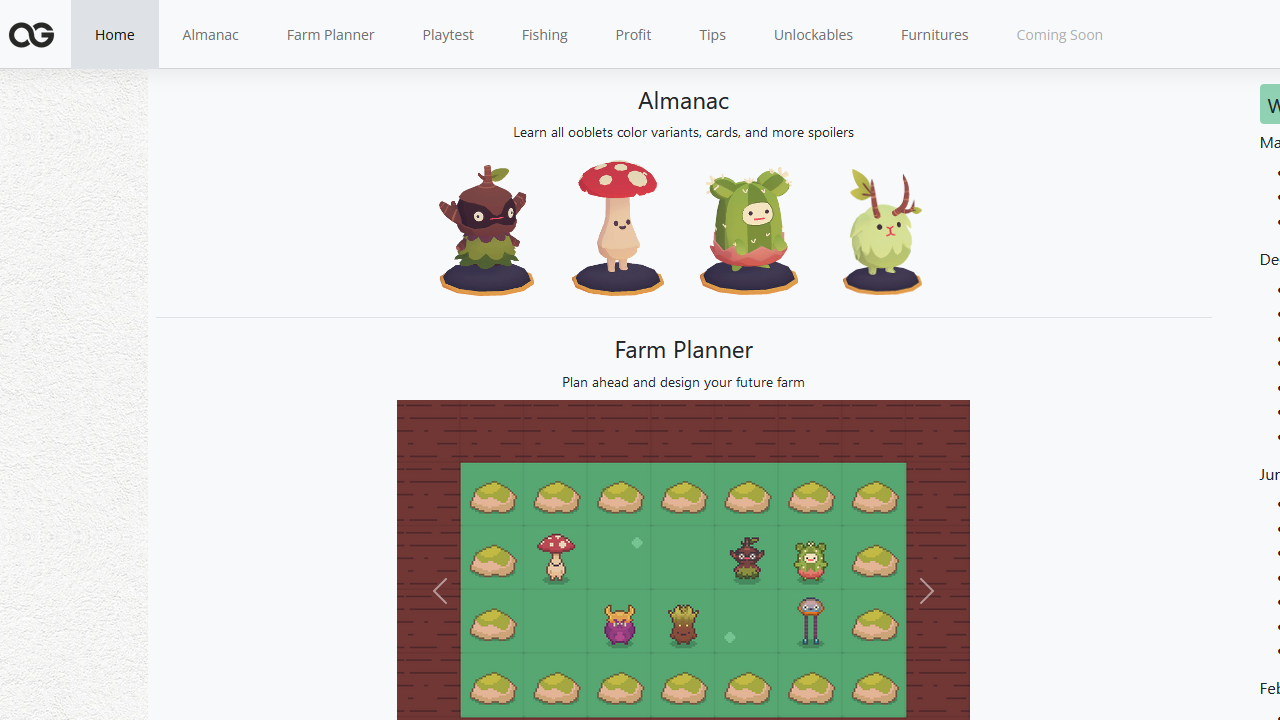 OG
Home
Almanac
Farm Planner
Playtest
Fishing
Profit
Tips
Unlockables
Furnitures
Coming Soon
Almanac
Learn all ooblets color variants, cards, and more spoilers
Farm Planner
Plan ahead and design your future farm
W
Ma
De
Jun
Feb